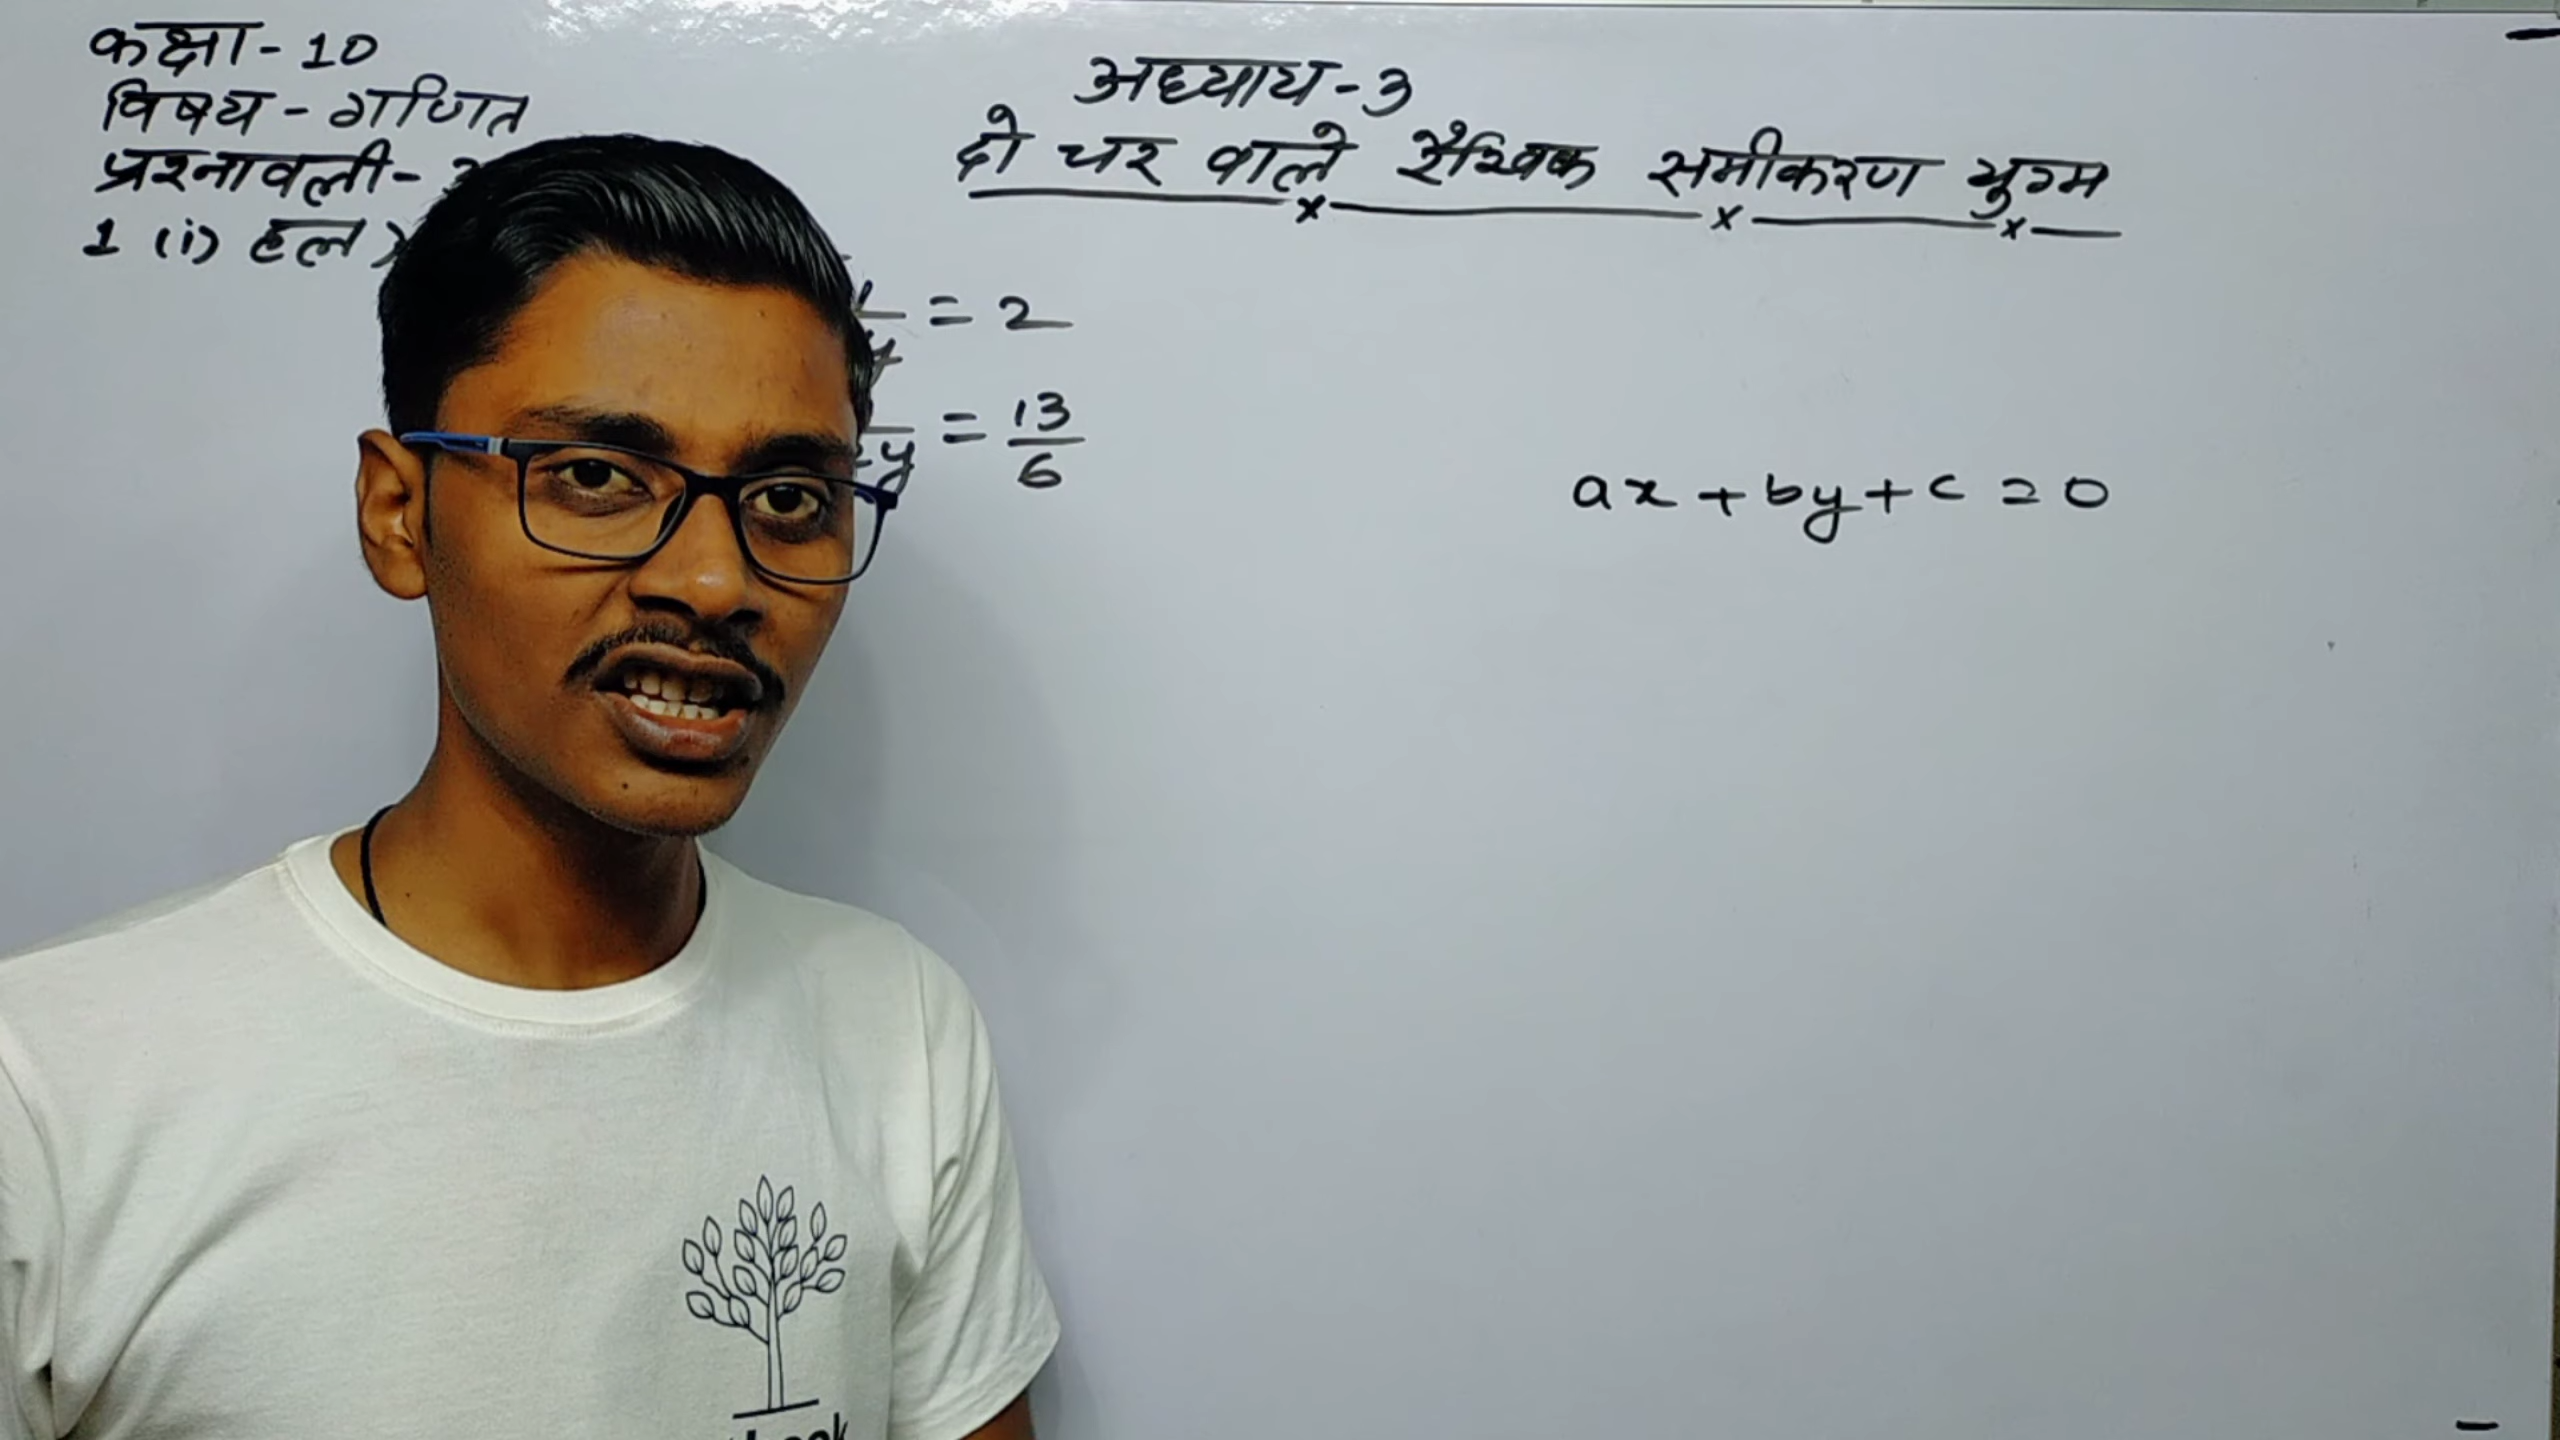 कक्षा - 10
विषय - गणित
प्रश्नावली -
1 (i) हल
अध्याय - 3
दो चर वाले रैखिक समीकरण युग्म
= 2
y = 13/6
ax + by + c = 0